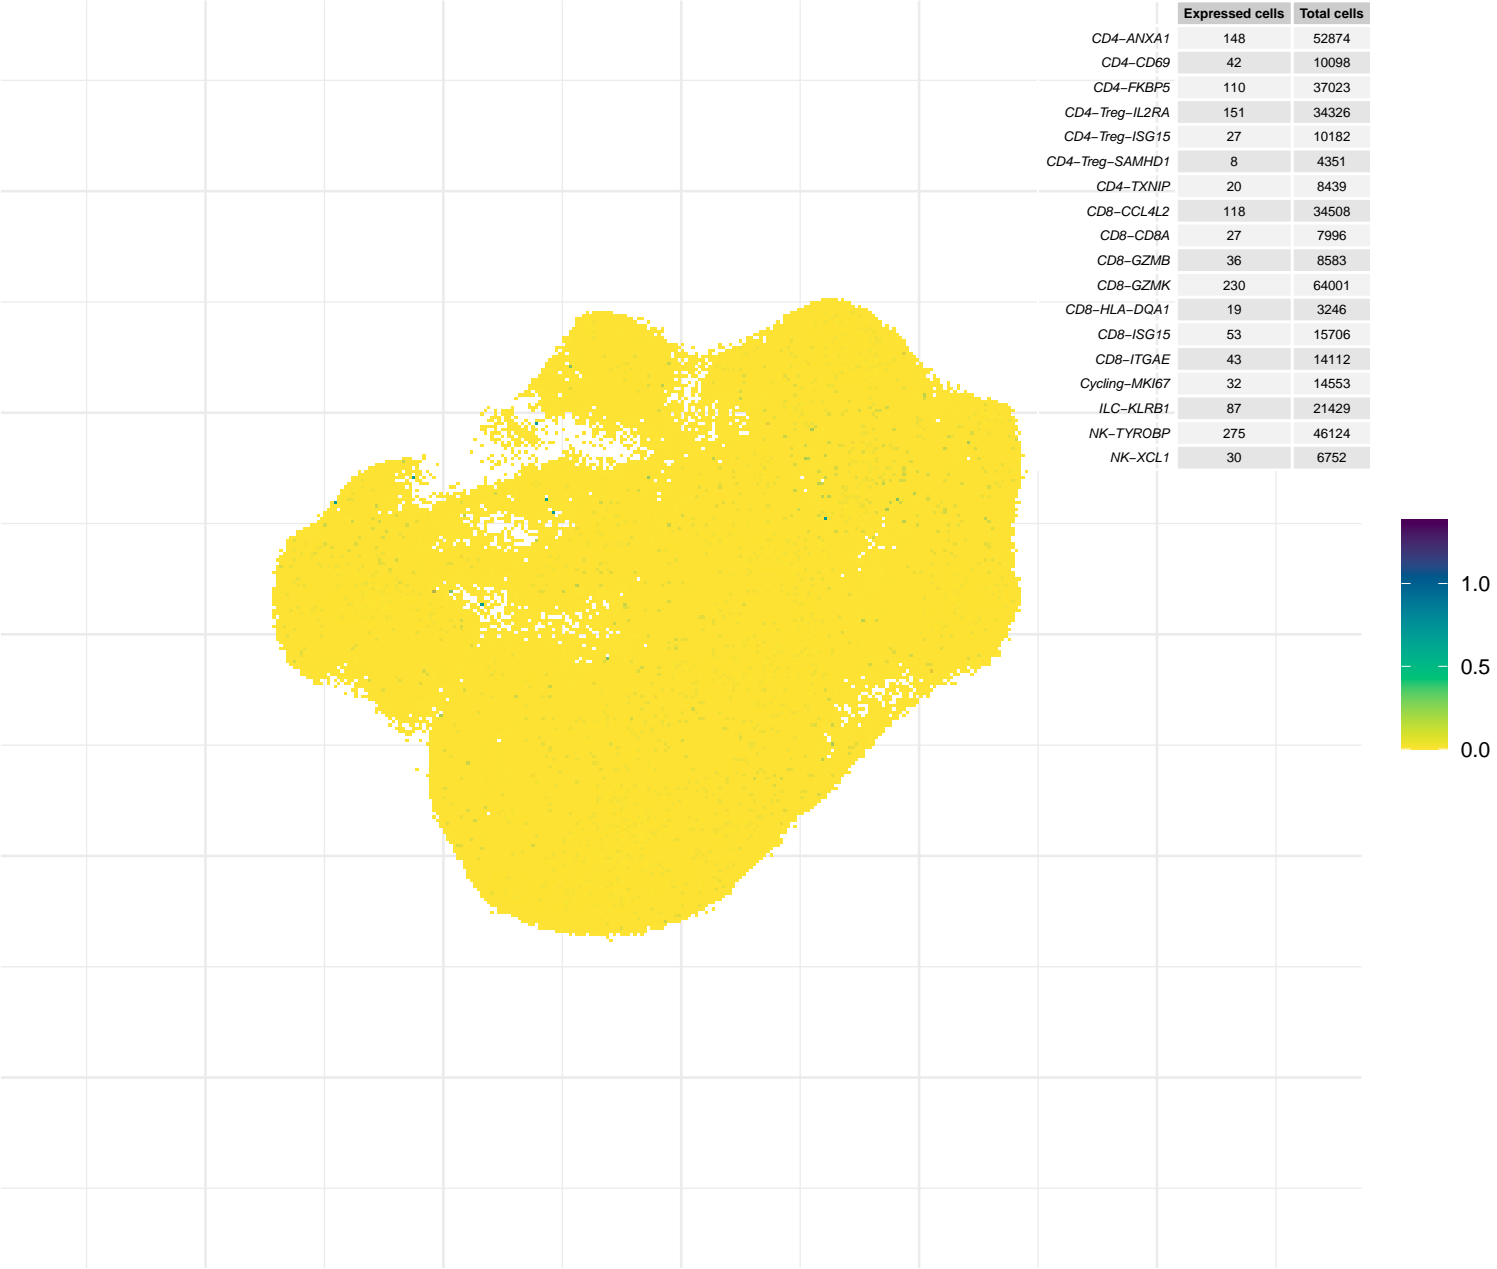 Expressed cells Total cells
CD4−ANXA1 148 52874
CD4−CD69 42 10098
CD4−FKBP5 110 37023
CD4−Treg−IL2RA 151 34326
CD4−Treg−ISG15 27 10182
CD4−Treg−SAMHD1 8 4351
CD4−TXNIP 20 8439
CD8−CCL4L2 118 34508
CD8−CD8A 27 7996
CD8−GZMB 36 8583
CD8−GZMK 230 64001
CD8−HLA−DQA1 19 3246
CD8−ISG15 53 15706
CD8−ITGAE 43 14112
Cycling−MKI67 32 14553
ILC−KLRB1 87 21429
NK−TYROBP 275 46124
NK−XCL1 30 6752
1.0
0.5
0.0